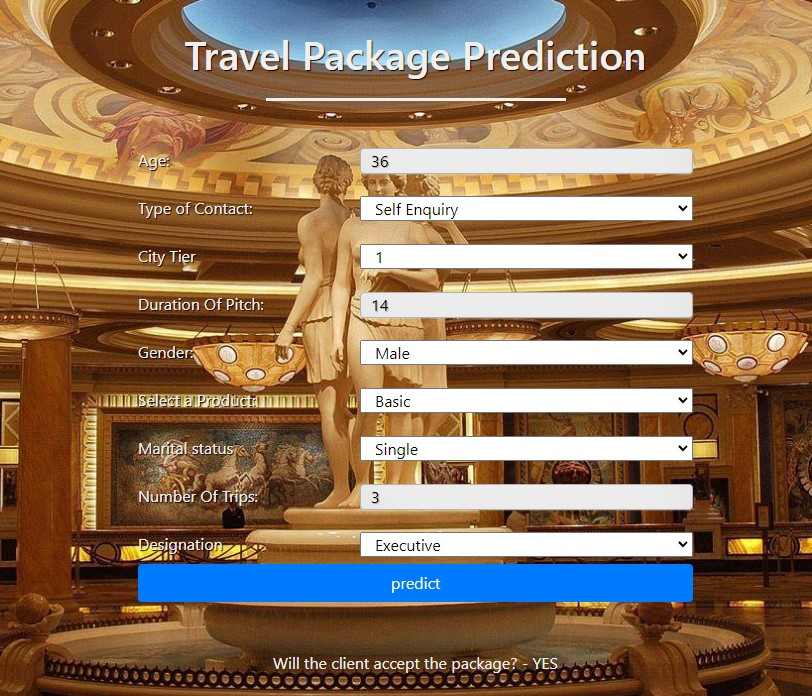 Travel Package Prediction
Age: 36
Type of Contact: Self Enquiry
City Tier 1
Duration Of Pitch: 14
Gender: Male
Select a Product: Basic
Marital status Single
Number Of Trips: 3
Designation Executive
predict
Will the client accept the package? - YES